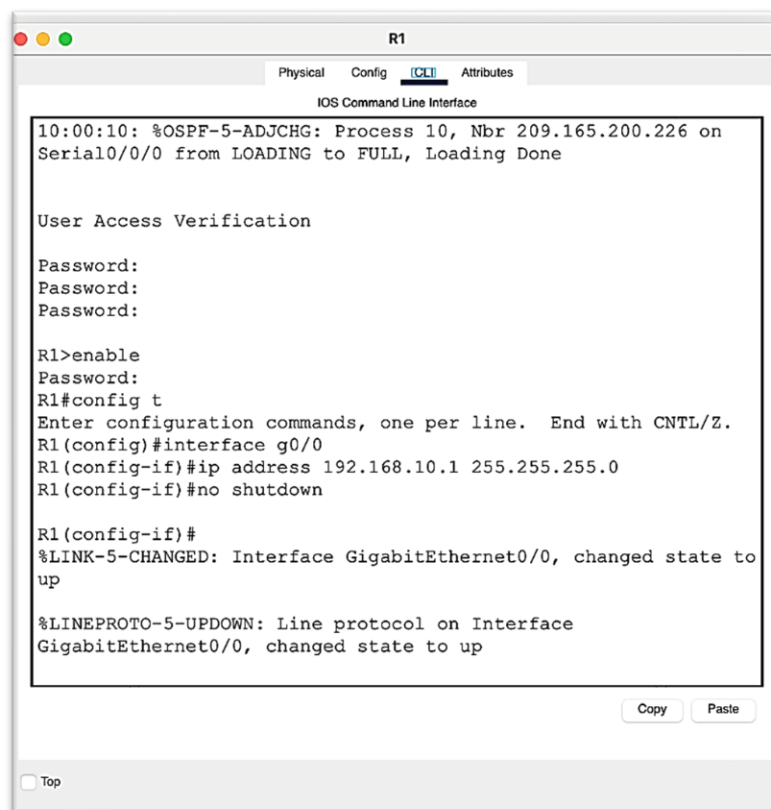 R1
Physical Config CLI Attributes
IOS Command Line Interface
10:00:10: %OSPF-5-ADJCHG: Process 10, Nbr 209.165.200.226 on
Serial0/0/0 from LOADING to FULL, Loading Done
User Access Verification
Password:
Password:
Password:
R1>enable
Password:
R1#config t
Enter configuration commands, one per line.  End with CNTL/Z.
R1(config)#interface g0/0
R1(config-if)#ip address 192.168.10.1 255.255.255.0
R1(config-if)#no shutdown
R1(config-if)#
%LINK-5-CHANGED: Interface GigabitEthernet0/0, changed state to
up
%LINEPROTO-5-UPDOWN: Line protocol on Interface
GigabitEthernet0/0, changed state to up
Copy Paste
Top